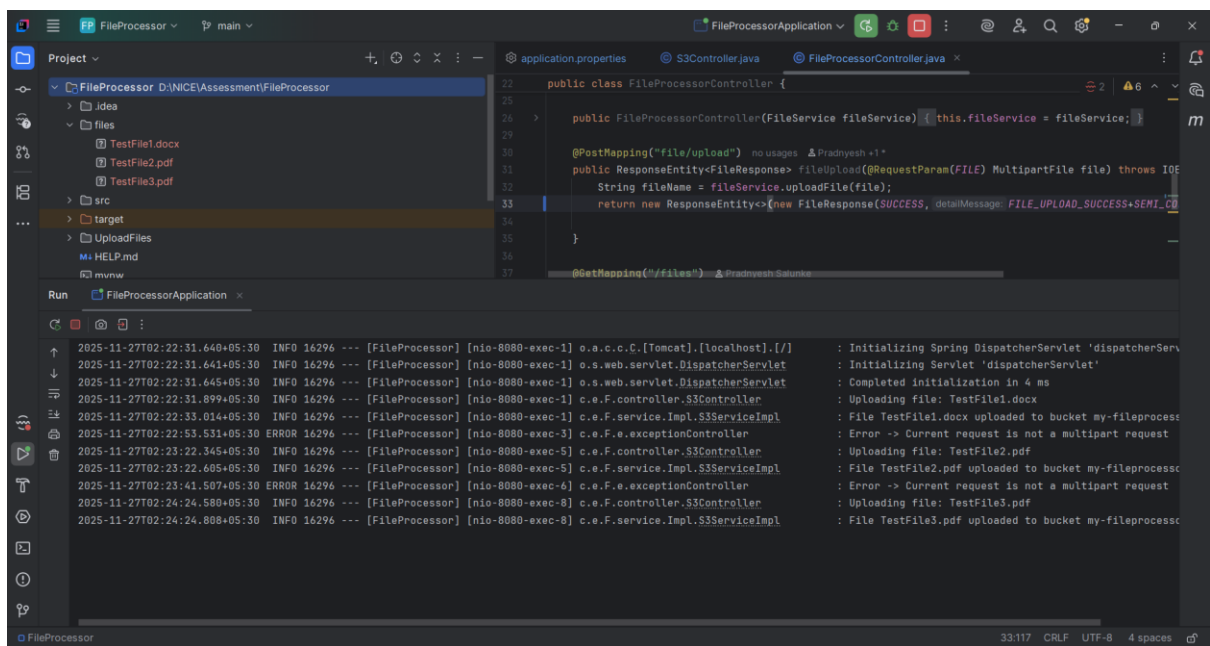 FP FileProcessor main FileProcessorApplication
Project
application.properties S3Controller.java FileProcessorController.java
FileProcessor D:\NICE\Assessment\FileProcessor
.idea
files
TestFile1.docx
TestFile2.pdf
TestFile3.pdf
src
target
UploadFiles
M↓ HELP.md
mvnw
22 public class FileProcessorController { 2 6
25
26 public FileProcessorController(FileService fileService) { this.fileService = fileService; }
29
30 @PostMapping("file/upload") no usages Pradnyesh +1 *
31 public ResponseEntity<FileResponse> fileUpload(@RequestParam(FILE) MultipartFile file) throws IOE
32 String fileName = fileService.uploadFile(file);
33 return new ResponseEntity<>(new FileResponse(SUCCESS, detailMessage: FILE_UPLOAD_SUCCESS+SEMI_CO
34
35 }
36
37 @GetMapping("/files") Pradnyesh Salunke
m
Run FileProcessorApplication
2025-11-27T02:22:31.640+05:30 INFO 16296 --- [FileProcessor] [nio-8080-exec-1] o.a.c.c.C.[Tomcat].[localhost].[/] : Initializing Spring DispatcherServlet 'dispatcherServ
2025-11-27T02:22:31.641+05:30 INFO 16296 --- [FileProcessor] [nio-8080-exec-1] o.s.web.servlet.DispatcherServlet : Initializing Servlet 'dispatcherServlet'
2025-11-27T02:22:31.645+05:30 INFO 16296 --- [FileProcessor] [nio-8080-exec-1] o.s.web.servlet.DispatcherServlet : Completed initialization in 4 ms
2025-11-27T02:22:31.899+05:30 INFO 16296 --- [FileProcessor] [nio-8080-exec-1] c.e.F.controller.S3Controller : Uploading file: TestFile1.docx
2025-11-27T02:22:33.014+05:30 INFO 16296 --- [FileProcessor] [nio-8080-exec-1] c.e.F.service.Impl.S3ServiceImpl : File TestFile1.docx uploaded to bucket my-fileprocess
2025-11-27T02:22:53.531+05:30 ERROR 16296 --- [FileProcessor] [nio-8080-exec-3] c.e.F.e.exceptionController : Error -> Current request is not a multipart request
2025-11-27T02:23:22.345+05:30 INFO 16296 --- [FileProcessor] [nio-8080-exec-5] c.e.F.controller.S3Controller : Uploading file: TestFile2.pdf
2025-11-27T02:23:22.605+05:30 INFO 16296 --- [FileProcessor] [nio-8080-exec-5] c.e.F.service.Impl.S3ServiceImpl : File TestFile2.pdf uploaded to bucket my-fileprocesso
2025-11-27T02:23:41.507+05:30 ERROR 16296 --- [FileProcessor] [nio-8080-exec-6] c.e.F.e.exceptionController : Error -> Current request is not a multipart request
2025-11-27T02:24:24.580+05:30 INFO 16296 --- [FileProcessor] [nio-8080-exec-8] c.e.F.controller.S3Controller : Uploading file: TestFile3.pdf
2025-11-27T02:24:24.808+05:30 INFO 16296 --- [FileProcessor] [nio-8080-exec-8] c.e.F.service.Impl.S3ServiceImpl : File TestFile3.pdf uploaded to bucket my-fileprocesso
FileProcessor 33:117 CRLF UTF-8 4 spaces